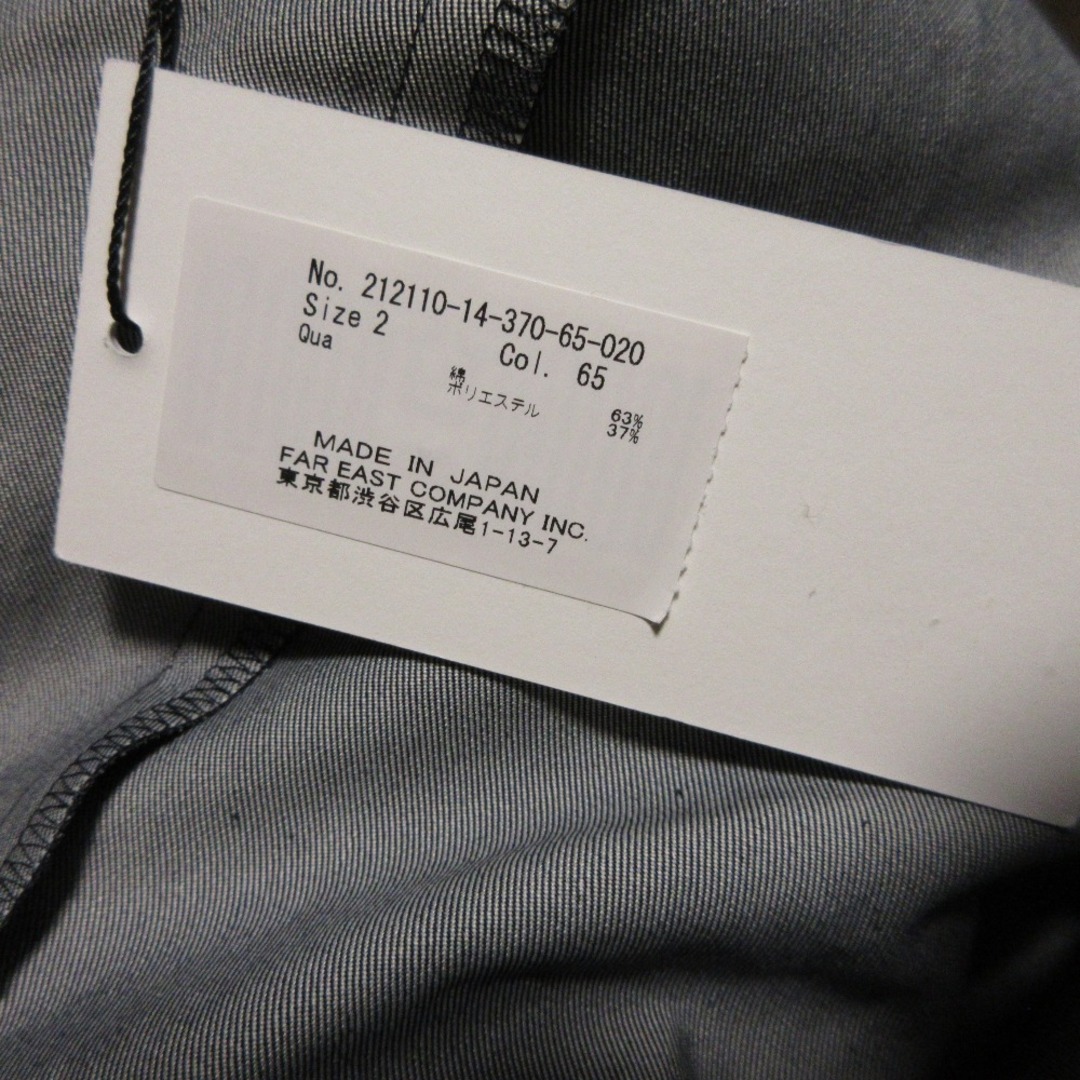 No. 212110-14-370-65-020
Size 2 Col. 65
Qua
綿 63%
ポリエステル 37%
MADE IN JAPAN
FAR EAST COMPANY INC.
東京都渋谷区広尾1-13-7